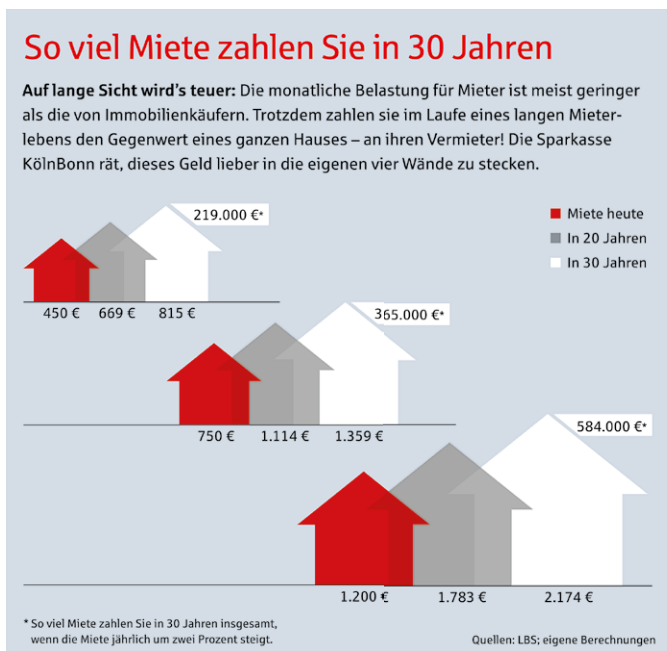 So viel Miete zahlen Sie in 30 Jahren
Auf lange Sicht wird's teuer: Die monatliche Belastung für Mieter ist meist geringer
als die von Immobilienkäufern. Trotzdem zahlen sie im Laufe eines langen Mieter-
lebens den Gegenwert eines ganzen Hauses – an ihren Vermieter! Die Sparkasse
KölnBonn rät, dieses Geld lieber in die eigenen vier Wände zu stecken.
219.000 €*
Miete heute
In 20 Jahren
In 30 Jahren
450 € 669 € 815 €
365.000 €*
750 € 1.114 € 1.359 €
584.000 €*
1.200 € 1.783 € 2.174 €
* So viel Miete zahlen Sie in 30 Jahren insgesamt,
wenn die Miete jährlich um zwei Prozent steigt.
Quellen: LBS; eigene Berechnungen